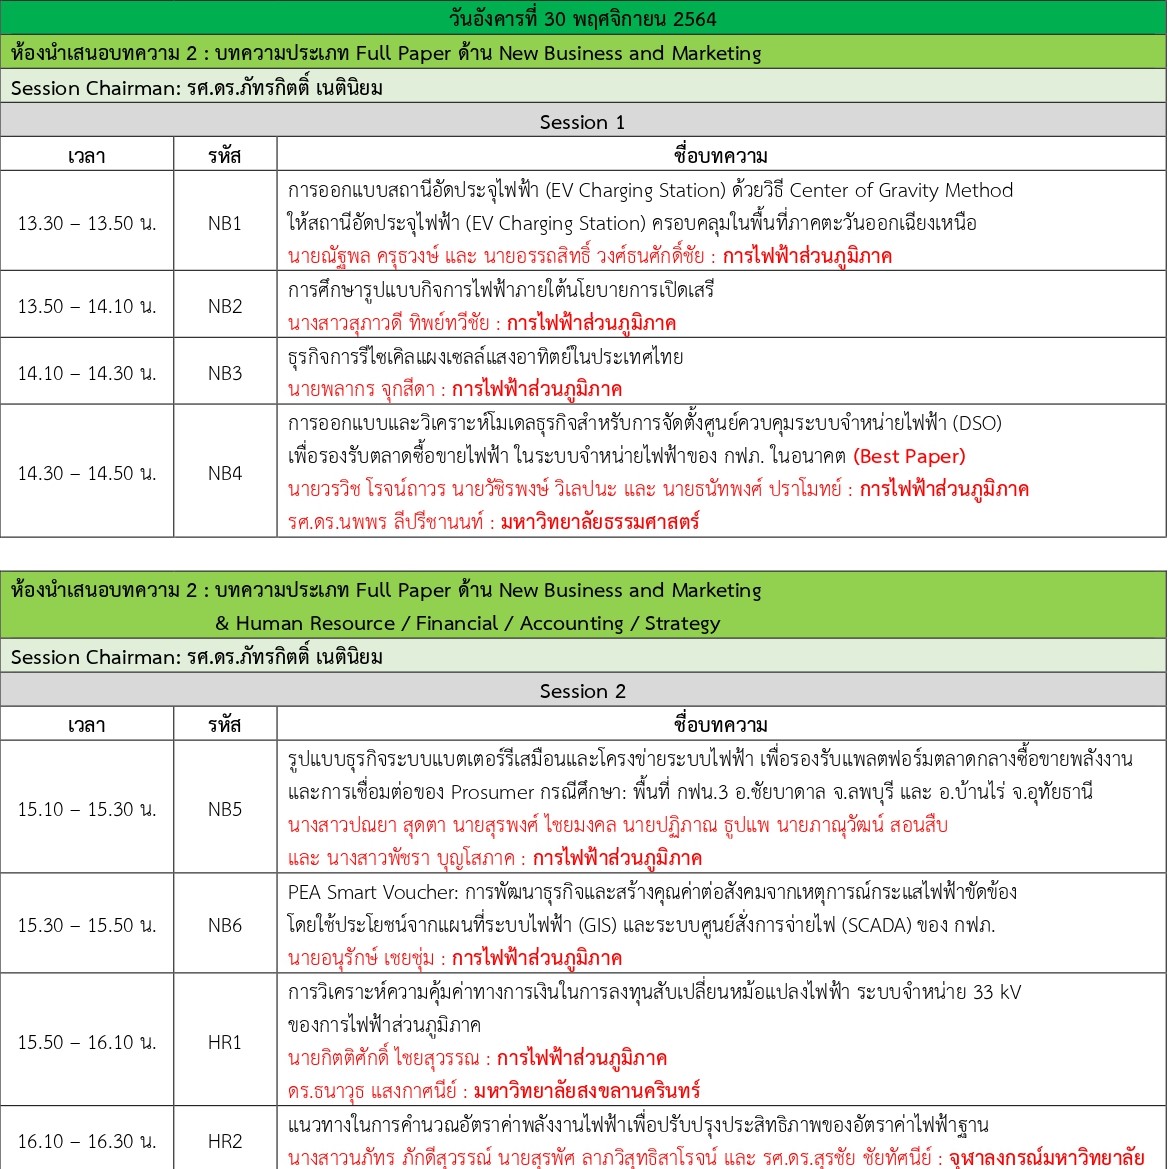 วันอังคารที่ 30 พฤศจิกายน 2564
ห้องนำเสนอบทความ 2 : บทความประเภท Full Paper ด้าน New Business and Marketing
Session Chairman: รศ.ดร.ภัทรกิตติ์ เนตินิยม
Session 1
เวลา รหัส ชื่อบทความ
การออกแบบสถานีอัดประจุไฟฟ้า (EV Charging Station) ด้วยวิธี Center of Gravity Method
13.30 – 13.50 น. NB1 ให้สถานีอัดประจุไฟฟ้า (EV Charging Station) ครอบคลุมในพื้นที่ภาคตะวันออกเฉียงเหนือ
นายณัฐพล ครุธวงษ์ และ นายอรรถสิทธิ์ วงศ์ธนศักดิ์ชัย : การไฟฟ้าส่วนภูมิภาค
13.50 – 14.10 น. NB2 การศึกษารูปแบบกิจการไฟฟ้าภายใต้นโยบายการเปิดเสรี
นางสาวสุภาวดี ทิพย์ทวีชัย : การไฟฟ้าส่วนภูมิภาค
14.10 – 14.30 น. NB3 ธุรกิจการรีไซเคิลแผงเซลล์แสงอาทิตย์ในประเทศไทย
นายพลากร จุกสีดา : การไฟฟ้าส่วนภูมิภาค
การออกแบบและวิเคราะห์โมเดลธุรกิจสำหรับการจัดตั้งศูนย์ควบคุมระบบจำหน่ายไฟฟ้า (DSO)
14.30 – 14.50 น. NB4 เพื่อรองรับตลาดซื้อขายไฟฟ้า ในระบบจำหน่ายไฟฟ้าของ กฟภ. ในอนาคต (Best Paper)
นายวรวิช โรจน์ถาวร นายวัชิรพงษ์ วิเลปนะ และ นายธนัทพงศ์ ปราโมทย์ : การไฟฟ้าส่วนภูมิภาค
รศ.ดร.นพพร ลีปรีชานนท์ : มหาวิทยาลัยธรรมศาสตร์
ห้องนำเสนอบทความ 2 : บทความประเภท Full Paper ด้าน New Business and Marketing
& Human Resource / Financial / Accounting / Strategy
Session Chairman: รศ.ดร.ภัทรกิตติ์ เนตินิยม
Session 2
เวลา รหัส ชื่อบทความ
รูปแบบธุรกิจระบบแบตเตอร์รีเสมือนและโครงข่ายระบบไฟฟ้า เพื่อรองรับแพลตฟอร์มตลาดกลางซื้อขายพลังงาน
15.10 – 15.30 น. NB5 และการเชื่อมต่อของ Prosumer กรณีศึกษา: พื้นที่ กฟน.3 อ.ชัยบาดาล จ.ลพบุรี และ อ.บ้านไร่ จ.อุทัยธานี
นางสาวปณยา สุดตา นายสุรพงศ์ ไชยมงคล นายปฏิภาณ ธูปแพ นายภาณุวัฒน์ สอนสืบ
และ นางสาวพัชรา บุญโสภาค : การไฟฟ้าส่วนภูมิภาค
PEA Smart Voucher: การพัฒนาธุรกิจและสร้างคุณค่าต่อสังคมจากเหตุการณ์กระแสไฟฟ้าขัดข้อง
15.30 – 15.50 น. NB6 โดยใช้ประโยชน์จากแผนที่ระบบไฟฟ้า (GIS) และระบบศูนย์สั่งการจ่ายไฟ (SCADA) ของ กฟภ.
นายอนุรักษ์ เชยชุ่ม : การไฟฟ้าส่วนภูมิภาค
การวิเคราะห์ความคุ้มค่าทางการเงินในการลงทุนสับเปลี่ยนหม้อแปลงไฟฟ้า ระบบจำหน่าย 33 kV
15.50 – 16.10 น. HR1 ของการไฟฟ้าส่วนภูมิภาค
นายกิตติศักดิ์ ไชยสุวรรณ : การไฟฟ้าส่วนภูมิภาค
ดร.ธนาวุธ แสงกาศนีย์ : มหาวิทยาลัยสงขลานครินทร์
16.10 – 16.30 น. HR2 แนวทางในการคำนวณอัตราค่าพลังงานไฟฟ้าเพื่อปรับปรุงประสิทธิภาพของอัตราค่าไฟฟ้าฐาน
นางสาวนภัทร ภักดีสุวรรณ์ นายสุรพัศ ลาภวิสุทธิสาโรจน์ และ รศ.ดร.สุรชัย ชัยทัศนีย์ : จุฬาลงกรณ์มหาวิทยาลัย